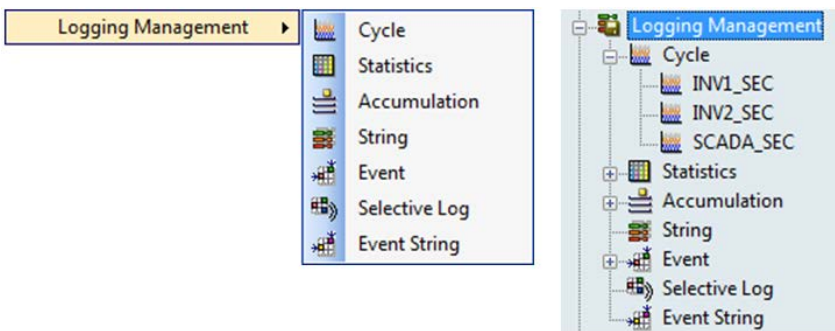 Logging Management
Cycle
Statistics
Accumulation
String
Event
Selective Log
Event String
Logging Management
Cycle
INV1_SEC
INV2_SEC
SCADA_SEC
Statistics
Accumulation
String
Event
Selective Log
Event String